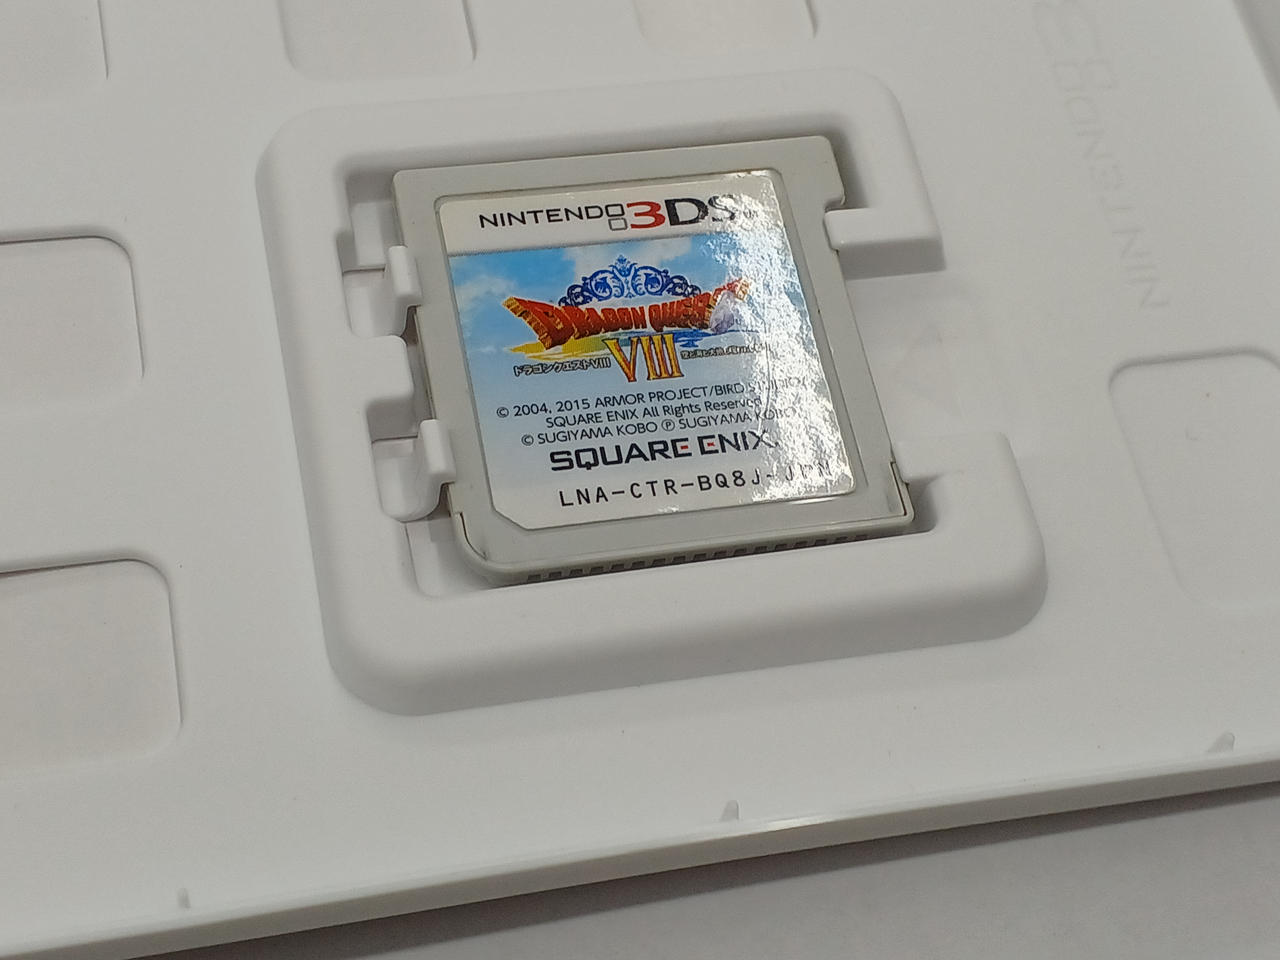 NINTENDO 3DS
DRAGON QUEST
VIII
ドラゴンクエストVIII
© 2004, 2015 ARMOR PROJECT/BIRD STUDIO/
SQUARE ENIX All Rights Reserved.
© SUGIYAMA KOBO ℗ SUGIYAMA KOBO
SQUARE ENIX.
LNA-CTR-BQ8J-JPN
NINTENDO